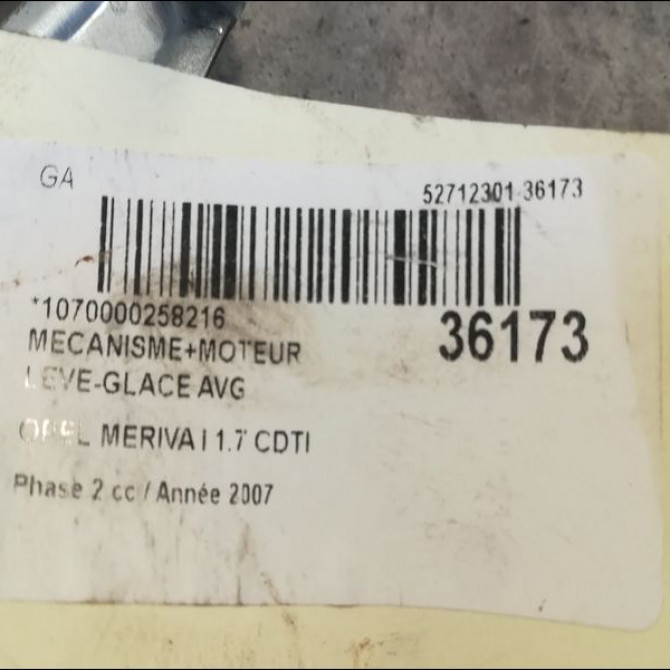 GA
52712301-36173
*1070000258216
36173
MECANISME+MOTEUR
LEVE-GLACE AVG
OPEL MERIVA I 1.7 CDTI
Phase 2 cc / Année 2007